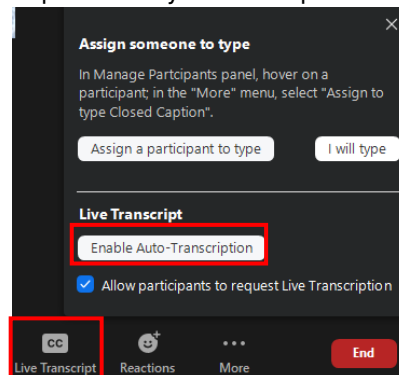 Assign someone to type
In Manage Partcipants panel, hover on a
participant; in the "More" menu, select "Assign to
type Closed Caption".
Assign a participant to type I will type
Live Transcript
Enable Auto-Transcription
Allow participants to request Live Transcription
CC
Live Transcript Reactions More End